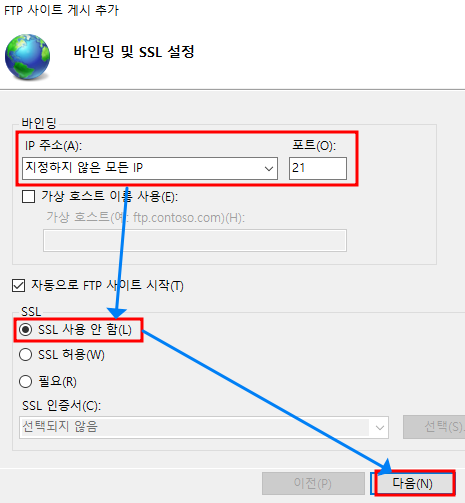 FTP 사이트 게시 추가
바인딩 및 SSL 설정
바인딩
IP 주소(A): 포트(O):
지정하지 않은 모든 IP 21
가상 호스트 이름 사용(E):
가상 호스트(예: ftp.contoso.com)(H):
자동으로 FTP 사이트 시작(T)
SSL
SSL 사용 안 함(L)
SSL 허용(W)
필요(R)
SSL 인증서(C):
선택되지 않음 선택(S)
이전(P) 다음(N)